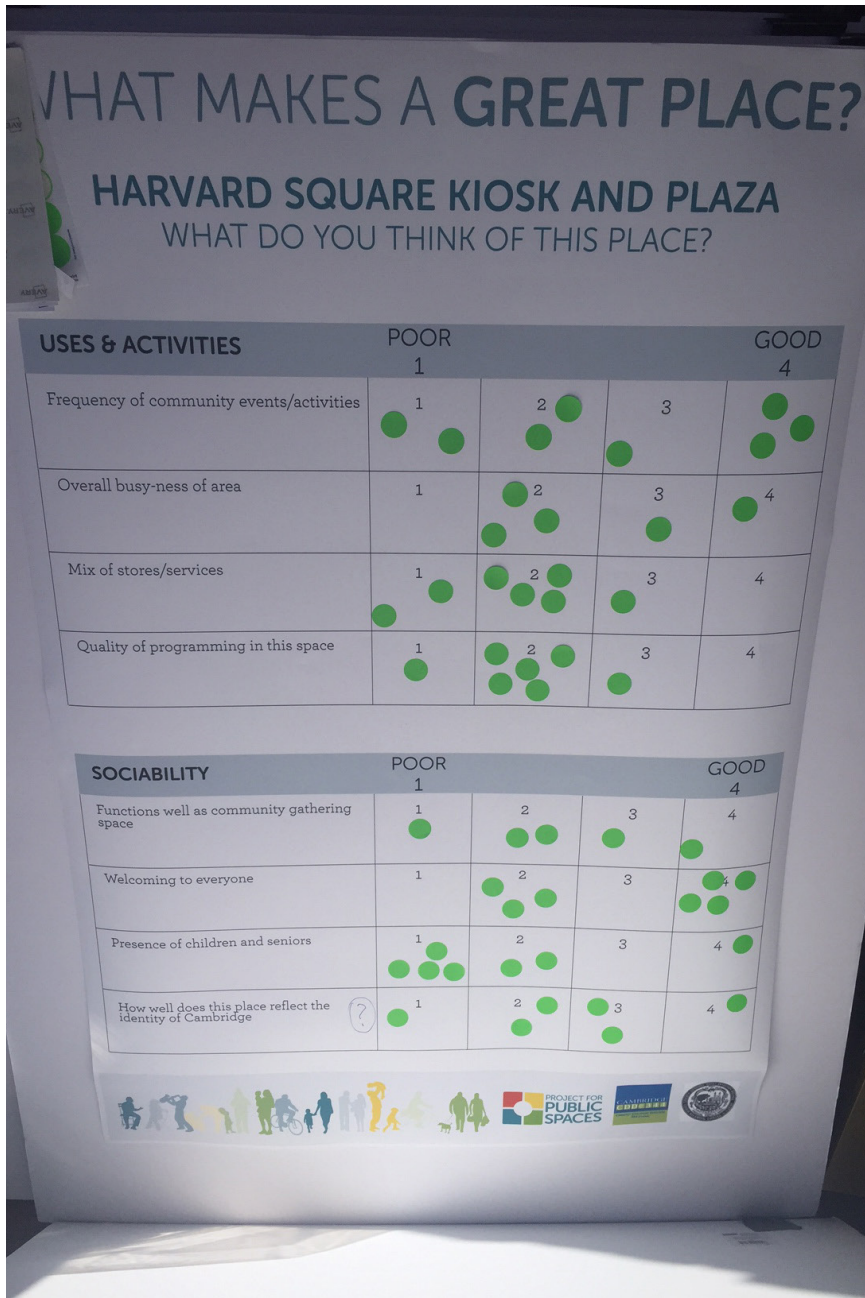 WHAT MAKES A GREAT PLACE?
HARVARD SQUARE KIOSK AND PLAZA
WHAT DO YOU THINK OF THIS PLACE?
USES & ACTIVITIES POOR 1 GOOD 4
Frequency of community events/activities 1 2 3 4
Overall busy-ness of area 1 2 3 4
Mix of stores/services 1 2 3 4
Quality of programming in this space 1 2 3 4
SOCIABILITY POOR 1 GOOD 4
Functions well as community gathering
space 1 2 3 4
Welcoming to everyone 1 2 3 4
Presence of children and seniors 1 2 3 4
How well does this place reflect the
identity of Cambridge ? 1 2 3 4
PROJECT FOR
PUBLIC
SPACES
CAMBRIDGE